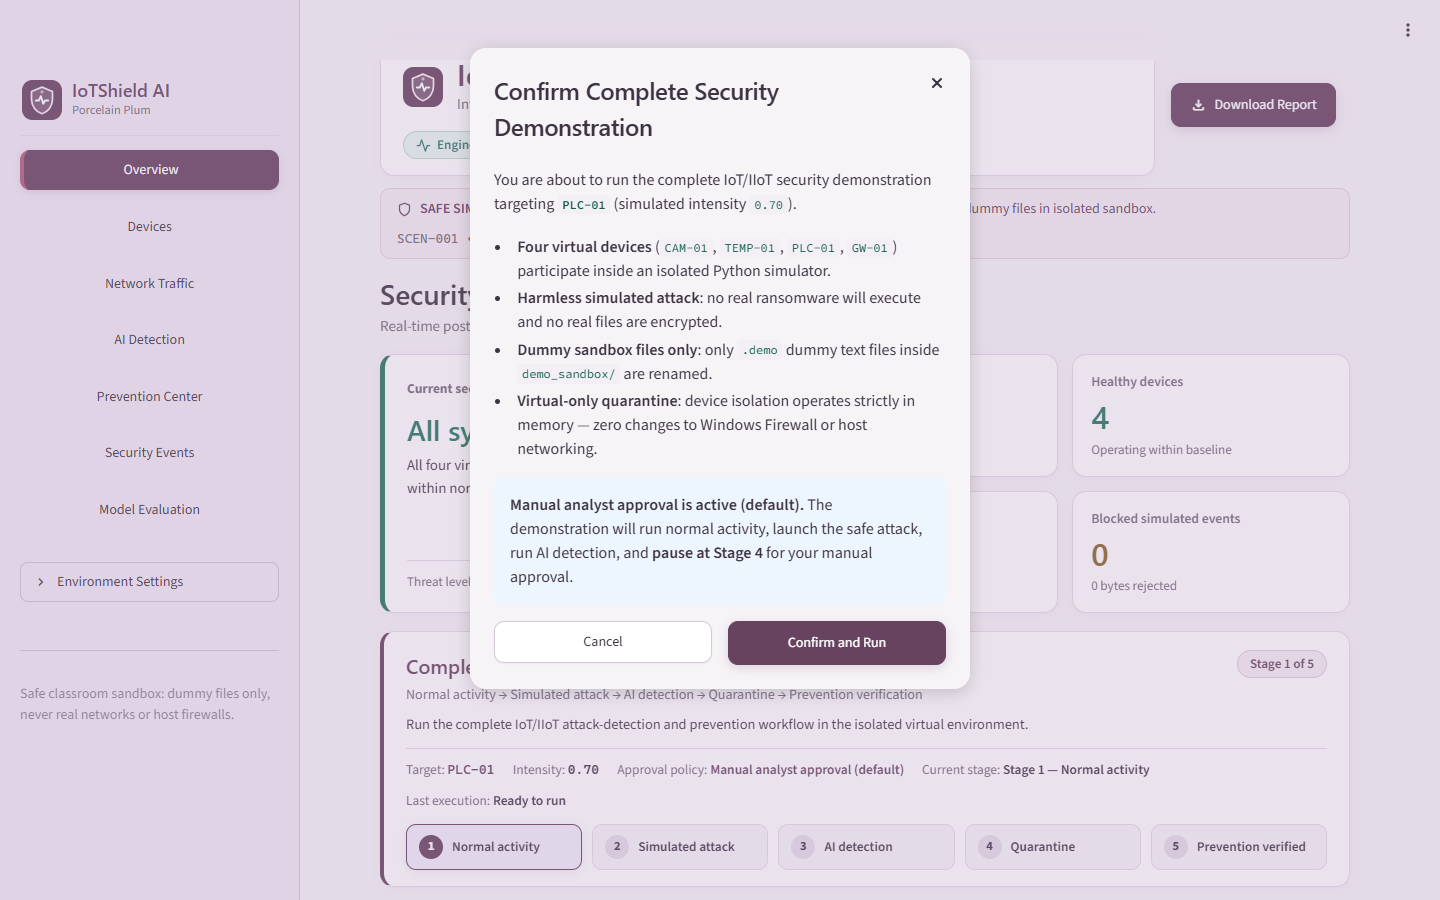 IoTShield AI
Porcelain Plum
Overview
Devices
Network Traffic
AI Detection
Prevention Center
Security Events
Model Evaluation
Environment Settings
Safe classroom sandbox: dummy files only,
never real networks or host firewalls.
Download Report
SAFE
dummy files in isolated sandbox.
SCEN-001
Security
Real-time
Current
All
All four
within
Threat level
Healthy devices
4
Operating within baseline
Blocked simulated events
0
0 bytes rejected
Confirm Complete Security
Demonstration
You are about to run the complete IoT/IIoT security demonstration
targeting PLC-01 (simulated intensity 0.70 ).
• Four virtual devices ( CAM-01 , TEMP-01 , PLC-01 , GW-01 )
participate inside an isolated Python simulator.
• Harmless simulated attack: no real ransomware will execute
and no real files are encrypted.
• Dummy sandbox files only: only .demo dummy text files inside
demo_sandbox/ are renamed.
• Virtual-only quarantine: device isolation operates strictly in
memory — zero changes to Windows Firewall or host
networking.
Manual analyst approval is active (default). The
demonstration will run normal activity, launch the safe attack,
run AI detection, and pause at Stage 4 for your manual
approval.
Cancel
Confirm and Run
Stage 1 of 5
Normal activity → Simulated attack → AI detection → Quarantine → Prevention verification
Run the complete IoT/IIoT attack-detection and prevention workflow in the isolated virtual environment.
Target: PLC-01 Intensity: 0.70 Approval policy: Manual analyst approval (default) Current stage: Stage 1 — Normal activity
Last execution: Ready to run
1 Normal activity
2 Simulated attack
3 AI detection
4 Quarantine
5 Prevention verified